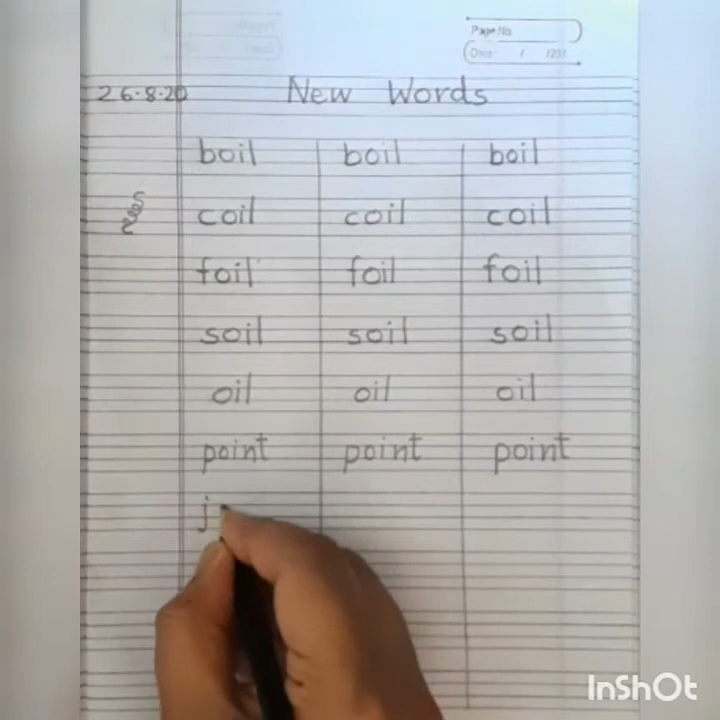 Page No.
Date: / /201
26.8.20 New Words
boil boil boil
coil coil coil
foil foil foil
soil soil soil
oil oil oil
point point point
j
InShOt